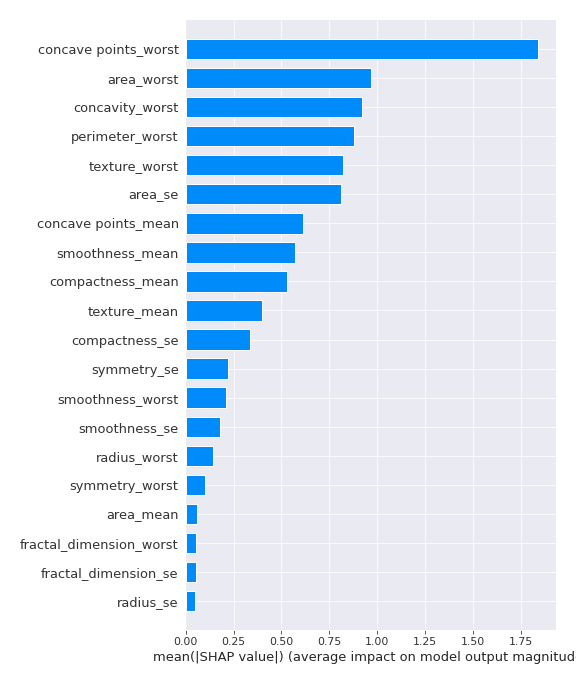 concave points_worst
area_worst
concavity_worst
perimeter_worst
texture_worst
area_se
concave points_mean
smoothness_mean
compactness_mean
texture_mean
compactness_se
symmetry_se
smoothness_worst
smoothness_se
radius_worst
symmetry_worst
area_mean
fractal_dimension_worst
fractal_dimension_se
radius_se
0.00 0.25 0.50 0.75 1.00 1.25 1.50 1.75
mean(|SHAP value|) (average impact on model output magnitud